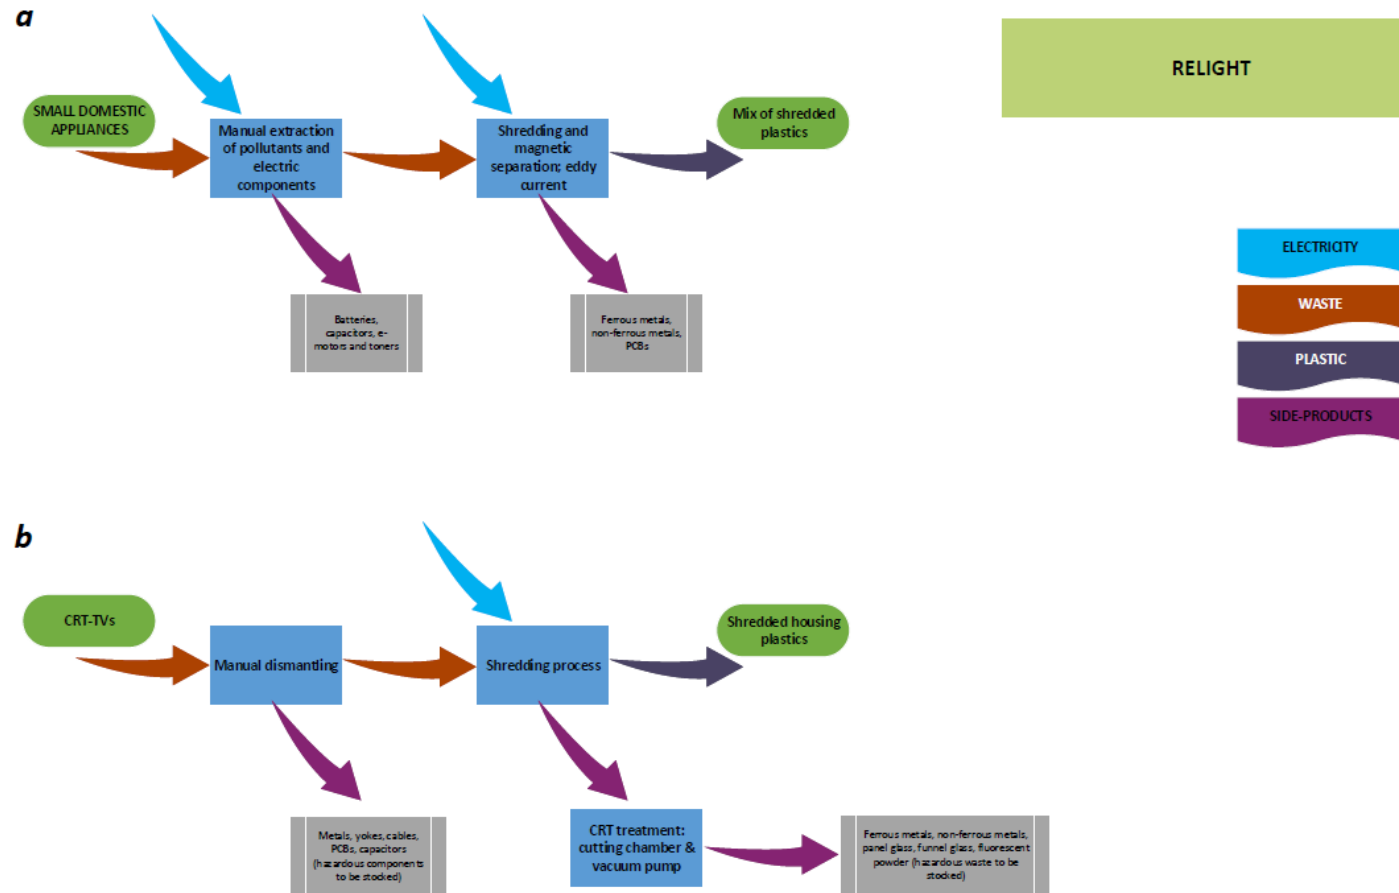 a
RELIGHT
SMALL DOMESTIC
APPLIANCES
Manual extraction
of pollutants and
electric
components
Shredding and
magnetic
separation; eddy
current
Mix of shredded
plastics
Batteries,
capacitors, e-
motors and toners
Ferrous metals,
non-ferrous metals,
PCBs
ELECTRICITY
WASTE
PLASTIC
SIDE-PRODUCTS
b
CRT-TVs
Manual dismantling
Shredding process
Shredded housing
plastics
Metals, yokes, cables,
PCBs, capacitors
(hazardous components
to be stocked)
CRT treatment:
cutting chamber &
vacuum pump
Ferrous metals, non-ferrous metals,
panel glass, funnel glass, fluorescent
powder (hazardous waste to be
stocked)